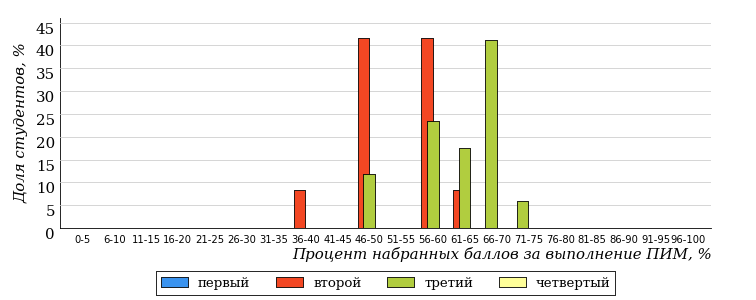 Доля студентов, %
45
40
35
30
25
20
15
10
5
0
0-5 6-10 11-15 16-20 21-25 26-30 31-35 36-40 41-45 46-50 51-55 56-60 61-65 66-70 71-75 76-80 81-85 86-90 91-95 96-100
Процент набранных баллов за выполнение ПИМ, %
первый второй третий четвертый